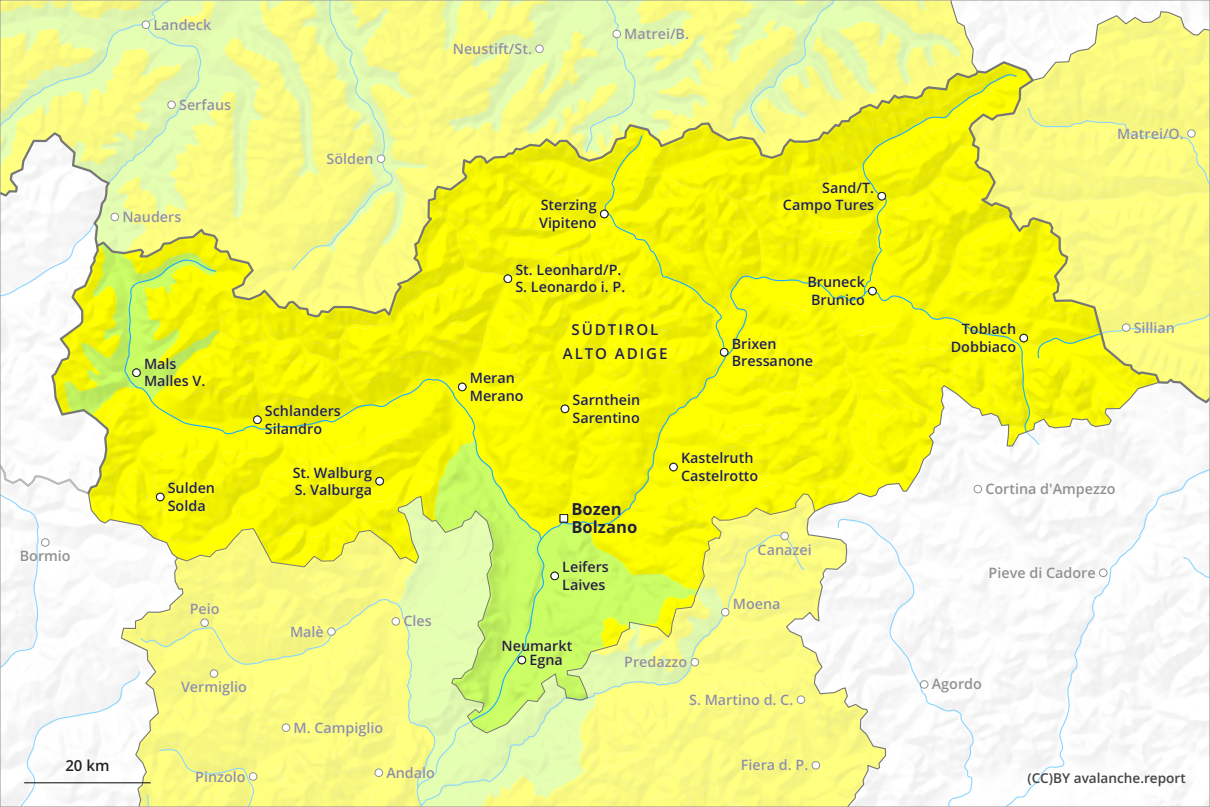 Landeck
Matrei/B.
Neustift/St.
Serfaus
Matrei/O.
Sölden
Sand/T.
Campo Tures
Sterzing
Vipiteno
Nauders
St. Leonhard/P.
S. Leonardo i. P.
Bruneck
Brunico
SÜDTIROL
ALTO ADIGE
Toblach
Dobbiaco
Sillian
Brixen
Bressanone
Mals
Malles V.
Meran
Merano
Schlanders
Silandro
Sarnthein
Sarentino
Kastelruth
Castelrotto
St. Walburg
S. Valburga
Sulden
Solda
Cortina d'Ampezzo
Bozen
Bolzano
Bormio
Canazei
Leifers
Laives
Pieve di Cadore
Peio
Moena
Malè
Cles
Neumarkt
Egna
Predazzo
Vermiglio
Agordo
S. Martino d. C.
M. Campiglio
20 km
Pinzolo
Andalo
Fiera d. P.
(CC)BY avalanche.report